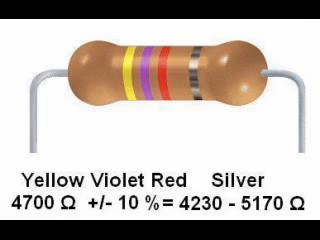 Yellow Violet Red Silver
4700 Ω +/- 10 % = 4230 - 5170 Ω